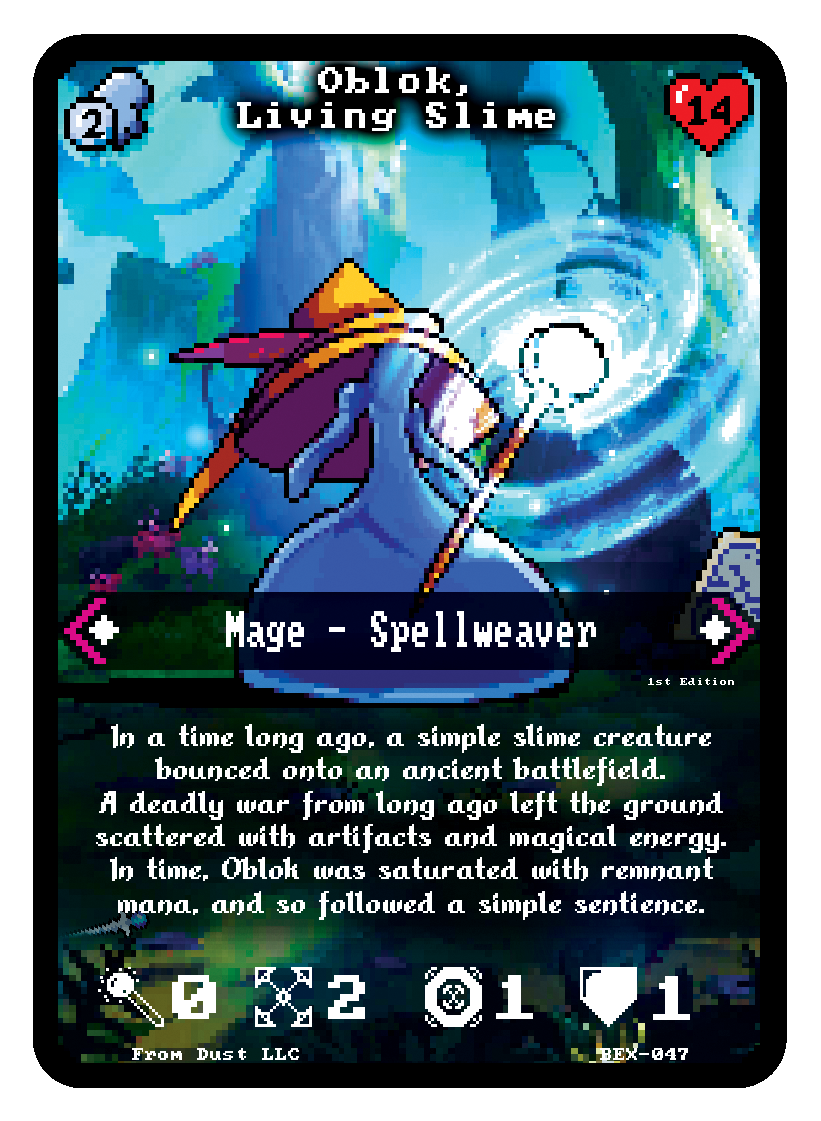 Oblok,
Living Slime
2
14
Mage - Spellweaver
1st Edition
In a time long ago, a simple slime creature
bounced onto an ancient battlefield.
A deadly war from long ago left the ground
scattered with artifacts and magical energy.
In time, Oblok was saturated with remnant
mana, and so followed a simple sentience.
0 2 1 1
From Dust LLC
BEX-047